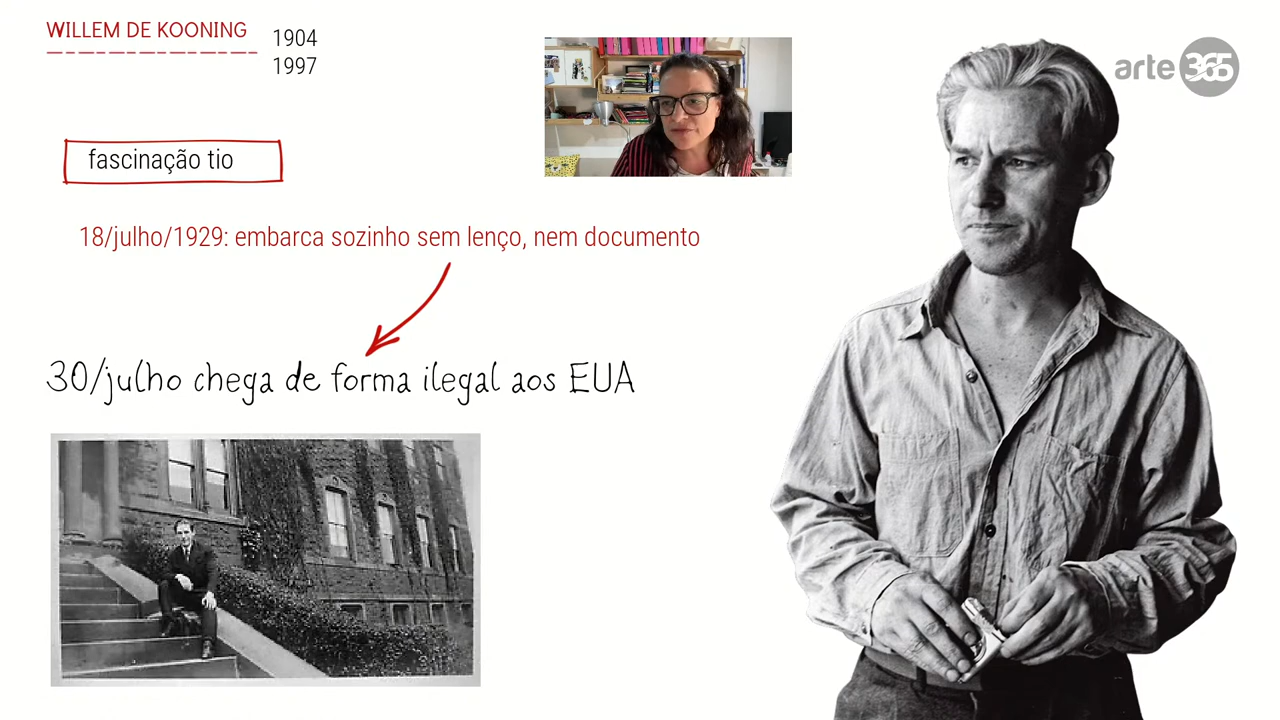 WILLEM DE KOONING
1904
1997
arte 365
fascinação tio
18/julho/1929: embarca sozinho sem lenço, nem documento
30/julho chega de forma ilegal aos EUA